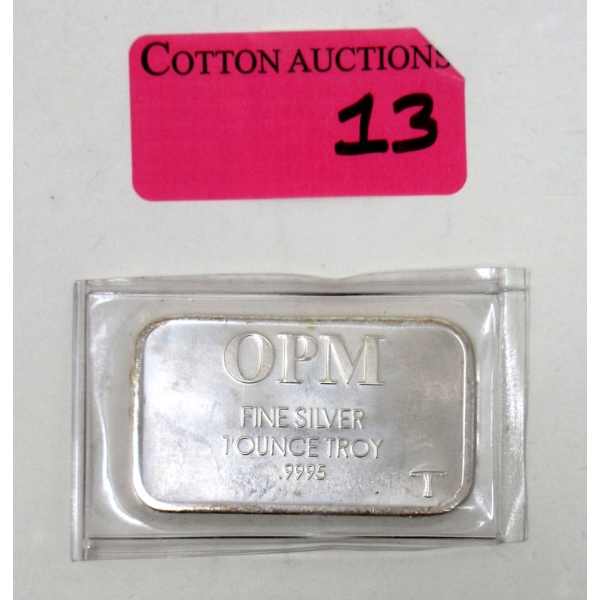 COTTON AUCTIONS
13
OPM
FINE SILVER
1 OUNCE TROY
.9995
T